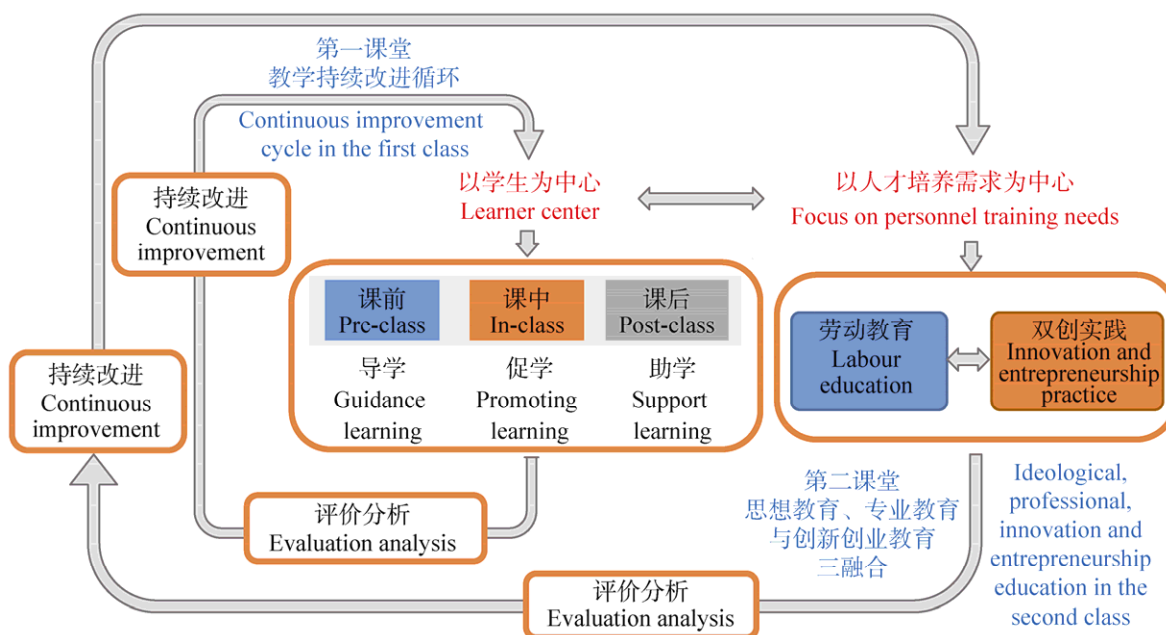 第一课堂
教学持续改进循环
Continuous improvement
cycle in the first class
持续改进
Continuous
improvement
以学生为中心
Learner center
以人才培养需求为中心
Focus on personnel training needs
课前
Prc-class
课中
In-class
课后
Post-class
导学
Guidance
learning
促学
Promoting
learning
助学
Support
learning
劳动教育
Labour
education
双创实践
Innovation and
entrepreneurship
practice
持续改进
Continuous
improvement
评价分析
Evaluation analysis
第二课堂
思想教育、专业教育
与创新创业教育
三融合
Ideological,
professional,
innovation and
entrepreneurship
education in the
second class
评价分析
Evaluation analysis